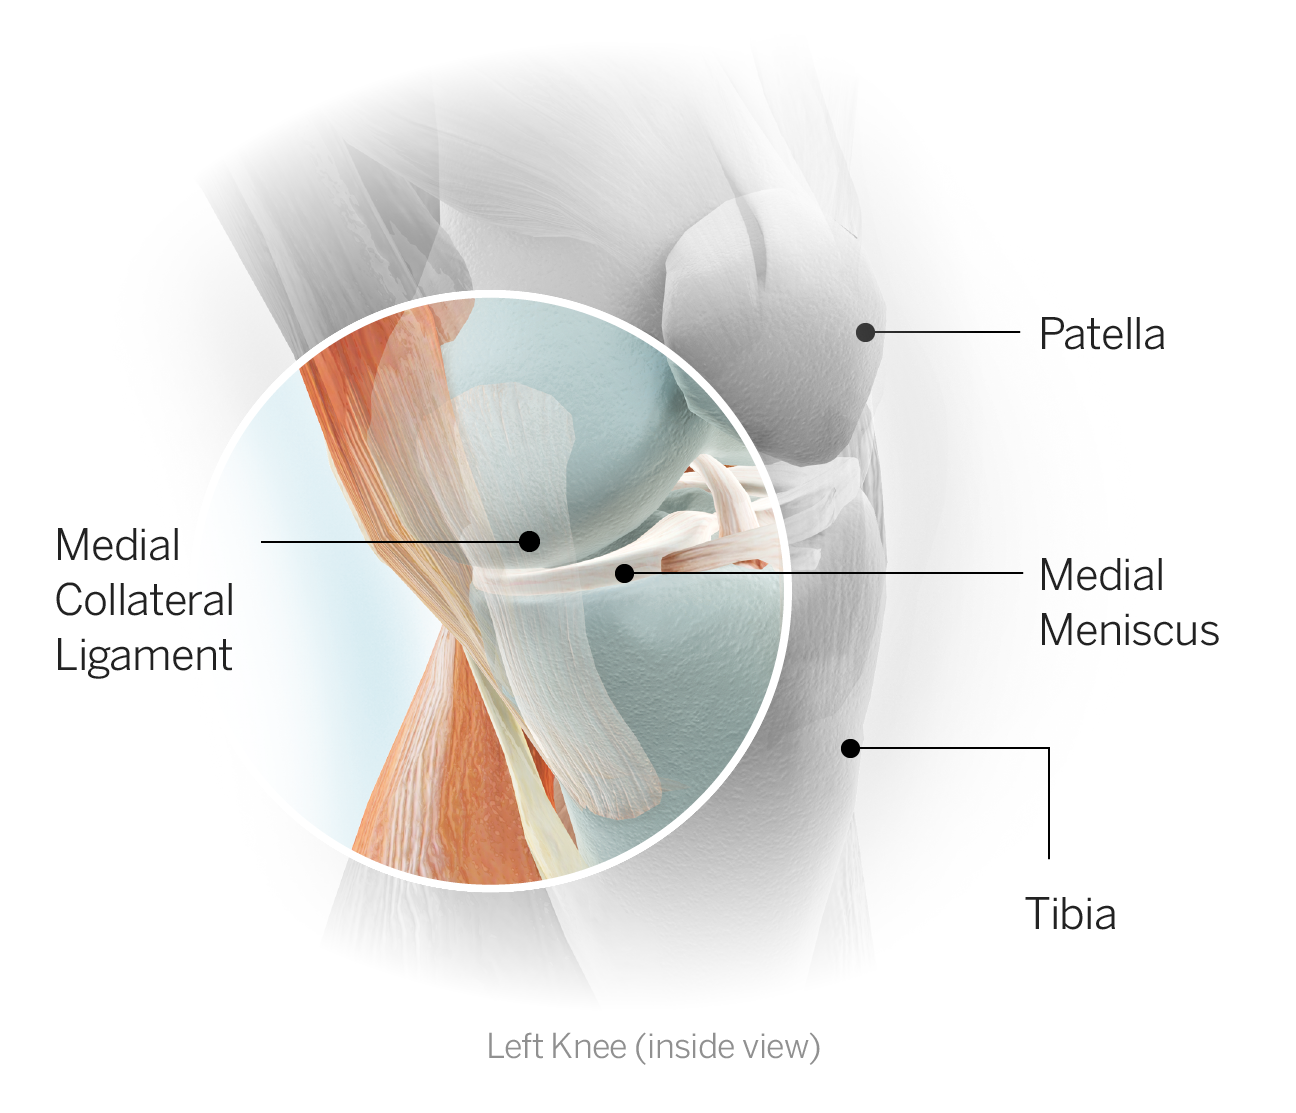 Patella
Medial
Collateral
Ligament
Medial
Meniscus
Tibia
Left Knee (inside view)